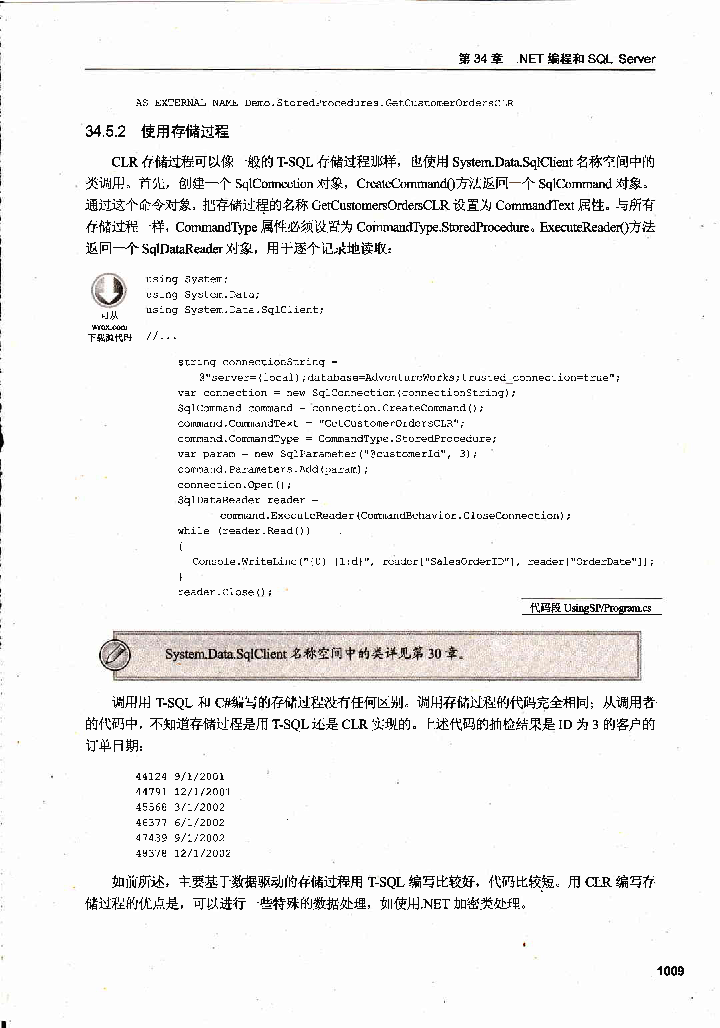 第 34 章 .NET 编程和 SQL Server
AS EXTERNAL NAME Demo.StoredProcedures.GetCustomerOrdersCLR
34.5.2 使用存储过程
CLR 存储过程可以像一般的 T-SQL 存储过程那样，也使用 System.Data.SqlClient 名称空间中的
类调用。首先，创建一个 SqlConnection 对象，CreateCommand()方法返回一个 SqlCommand 对象。
通过这个命令对象，把存储过程的名称 GetCustomersOrdersCLR 设置为 CommandText 属性。与所有
存储过程一样，CommandType 属性必须设置为 CommandType.StoredProcedure。ExecuteReader()方法
返回一个 SqlDataReader 对象，用于逐个记录地读取：
using System;
using System.Data;
using System.Data.SqlClient;
可从
wrox.com
下载源代码
//...
string connectionString =
@"server=(local);database=AdventureWorks;trusted_connection=true";
var connection = new SqlConnection(connectionString);
SqlCommand command = connection.CreateCommand();
command.CommandText = "GetCustomerOrdersCLR";
command.CommandType = CommandType.StoredProcedure;
var param = new SqlParameter("@customerId", 3);
command.Parameters.Add(param);
connection.Open();
SqlDataReader reader =
command.ExecuteReader(CommandBehavior.CloseConnection);
while (reader.Read())
{
Console.WriteLine("{0} {1:d}", reader["SalesOrderID"], reader["OrderDate"]);
}
reader.Close();
代码段 UsingSP/Program.cs
System.Data.SqlClient 名称空间中的类详见第 30 章。
调用用 T-SQL 和 C#编写的存储过程没有任何区别。调用存储过程的代码完全相同；从调用者
的代码中，不知道存储过程是用 T-SQL 还是 CLR 实现的。上述代码的抽检结果是 ID 为 3 的客户的
订单日期：
44124 9/1/2001
44791 12/1/2001
45568 3/1/2002
46377 6/1/2002
47439 9/1/2002
48378 12/1/2002
如前所述，主要基于数据驱动的存储过程用 T-SQL 编写比较好，代码比较短。用 CLR 编写存
储过程的优点是，可以进行一些特殊的数据处理，如使用.NET 加密类处理。
1009